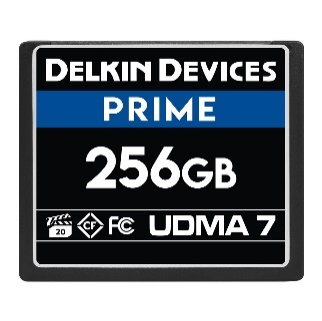 DELKIN DEVICES
PRIME
256GB
20 CF FC UDMA 7